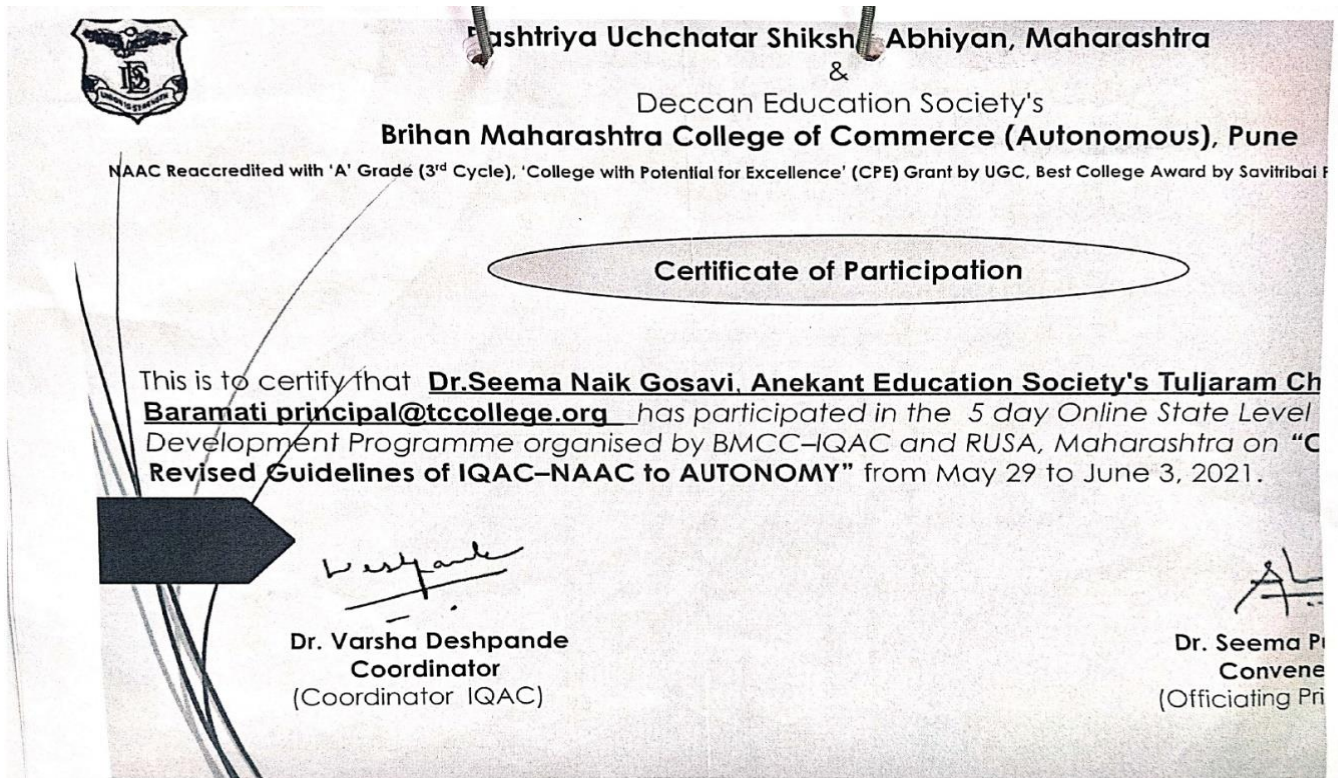 Uchchatar Abhiyan, Maharashtra
&
Deccan Education Society's
Brihan Maharashtra College of Commerce (Autonomous), Pune
NAAC Reaccredited with 'A' Grade (3rd Cycle), 'College with Potential for Excellence' (CPE) Grant by UGC, Best College Award by Savitribai
Certificate of Participation
This is to certify that Dr.Seema Naik Gosavi, Anekant Education Society's Tuljaram
Baramati principal@tccollege.org has participated in the 5 day Online State Level
Development Programme organised by BMCC-IQAC and RUSA, Maharashtra on
Revised Guidelines of IQAC-NAAC to AUTONOMY" from May 29 to June 3, 2021.
Dr. Varsha Deshpande
Coordinator
(Coordinator IQAC)
Dr. Seema
(Officiating